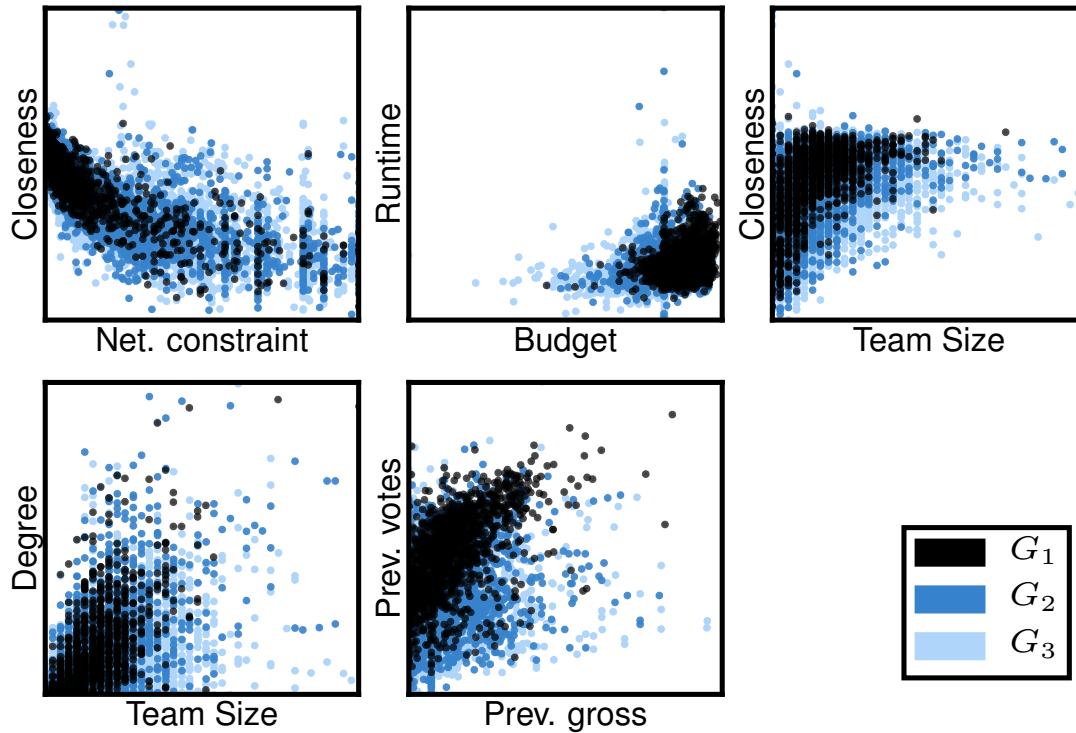 Closeness
Net. constraint
Runtime
Budget
Closeness
Team Size
Degree
Team Size
Prev. votes
Prev. gross
G₁
G₂
G₃